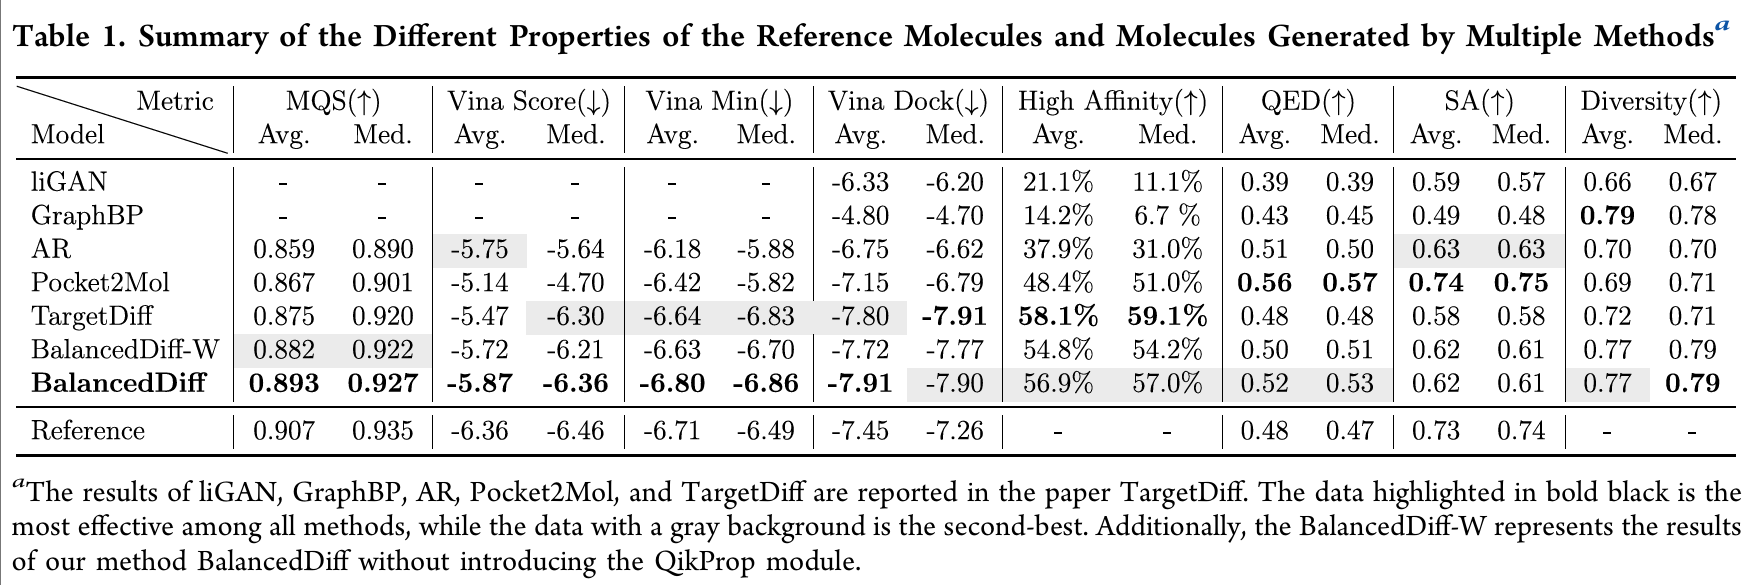 Table 1. Summary of the Different Properties of the Reference Molecules and Molecules Generated by Multiple Methodsa
Metric MQS(↑) Vina Score(↓) Vina Min(↓) Vina Dock(↓) High Affinity(↑) QED(↑) SA(↑) Diversity(↑)
Model Avg. Med. Avg. Med. Avg. Med. Avg. Med. Avg. Med. Avg. Med. Avg. Med. Avg. Med.
liGAN - - - - - - -6.33 -6.20 21.1% 11.1% 0.39 0.39 0.59 0.57 0.66 0.67
GraphBP - - - - - - -4.80 -4.70 14.2% 6.7 % 0.43 0.45 0.49 0.48 0.79 0.78
AR 0.859 0.890 -5.75 -5.64 -6.18 -5.88 -6.75 -6.62 37.9% 31.0% 0.51 0.50 0.63 0.63 0.70 0.70
Pocket2Mol 0.867 0.901 -5.14 -4.70 -6.42 -5.82 -7.15 -6.79 48.4% 51.0% 0.56 0.57 0.74 0.75 0.69 0.71
TargetDiff 0.875 0.920 -5.47 -6.30 -6.64 -6.83 -7.80 -7.91 58.1% 59.1% 0.48 0.48 0.58 0.58 0.72 0.71
BalancedDiff-W 0.882 0.922 -5.72 -6.21 -6.63 -6.70 -7.72 -7.77 54.8% 54.2% 0.50 0.51 0.62 0.61 0.77 0.79
BalancedDiff 0.893 0.927 -5.87 -6.36 -6.80 -6.86 -7.91 -7.90 56.9% 57.0% 0.52 0.53 0.62 0.61 0.77 0.79
Reference 0.907 0.935 -6.36 -6.46 -6.71 -6.49 -7.45 -7.26 - - 0.48 0.47 0.73 0.74 - -
aThe results of liGAN, GraphBP, AR, Pocket2Mol, and TargetDiff are reported in the paper TargetDiff. The data highlighted in bold black is the
most effective among all methods, while the data with a gray background is the second-best. Additionally, the BalancedDiff-W represents the results
of our method BalancedDiff without introducing the QikProp module.